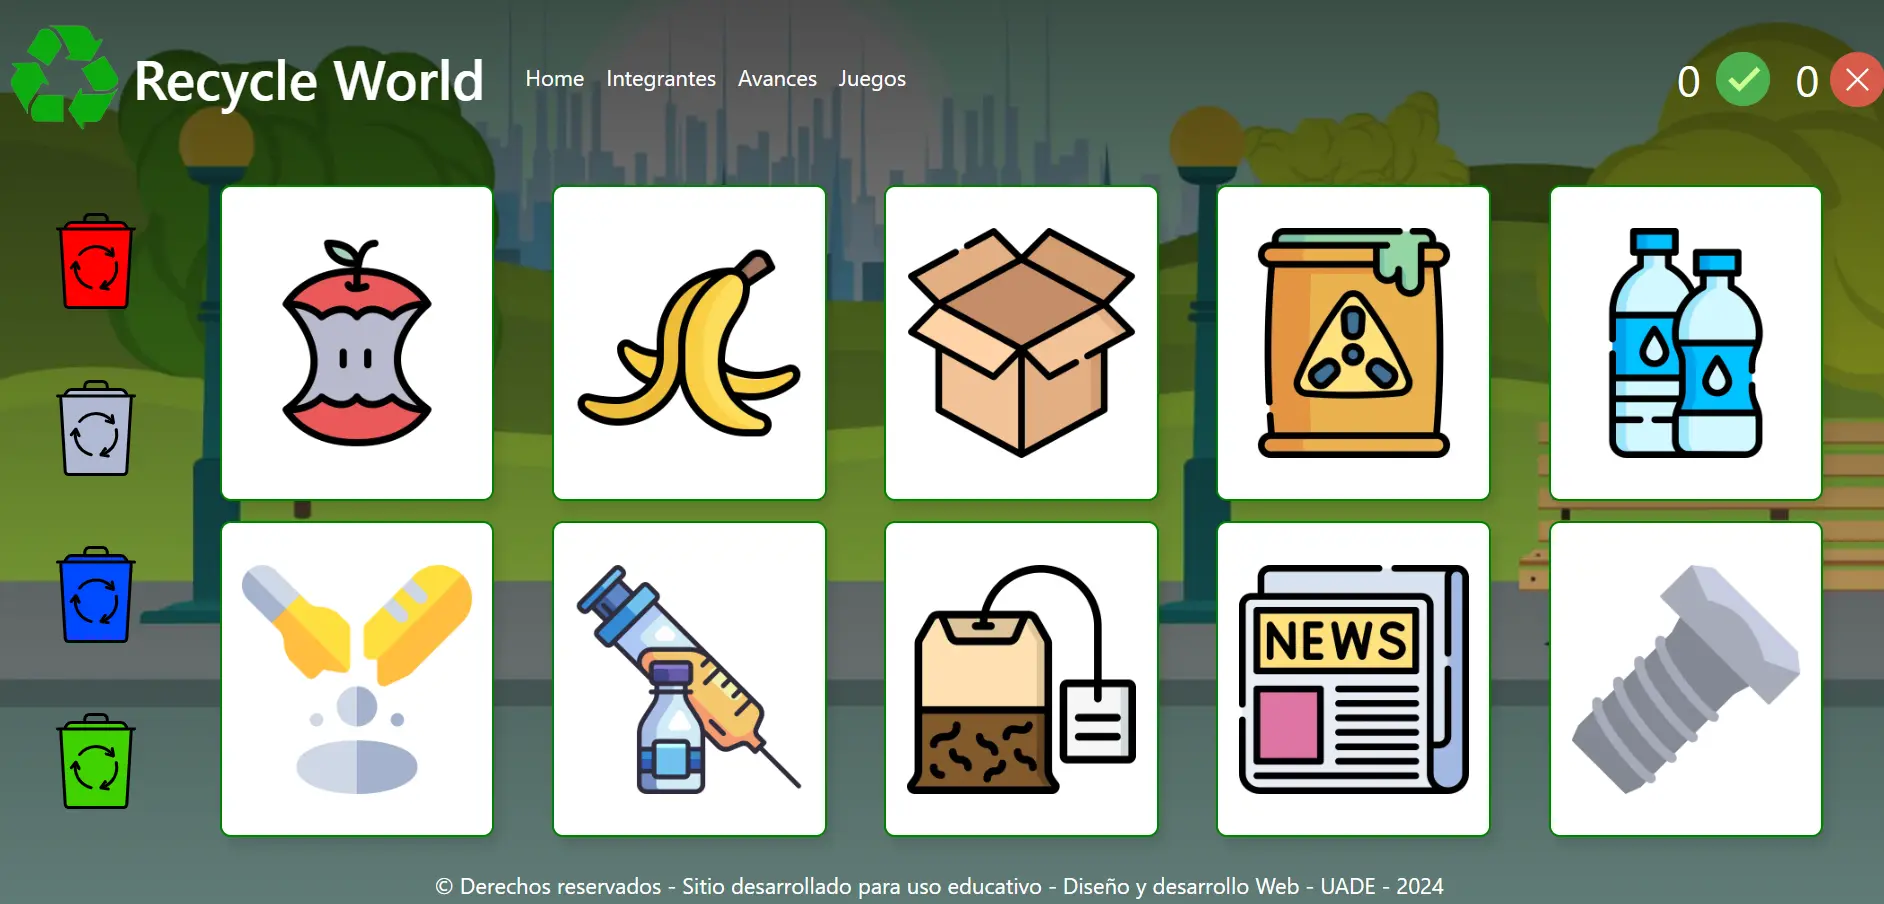 Recycle World
Home Integrantes Avances Juegos
0 0
NEWS
© Derechos reservados - Sitio desarrollado para uso educativo - Diseño y desarrollo Web - UADE - 2024